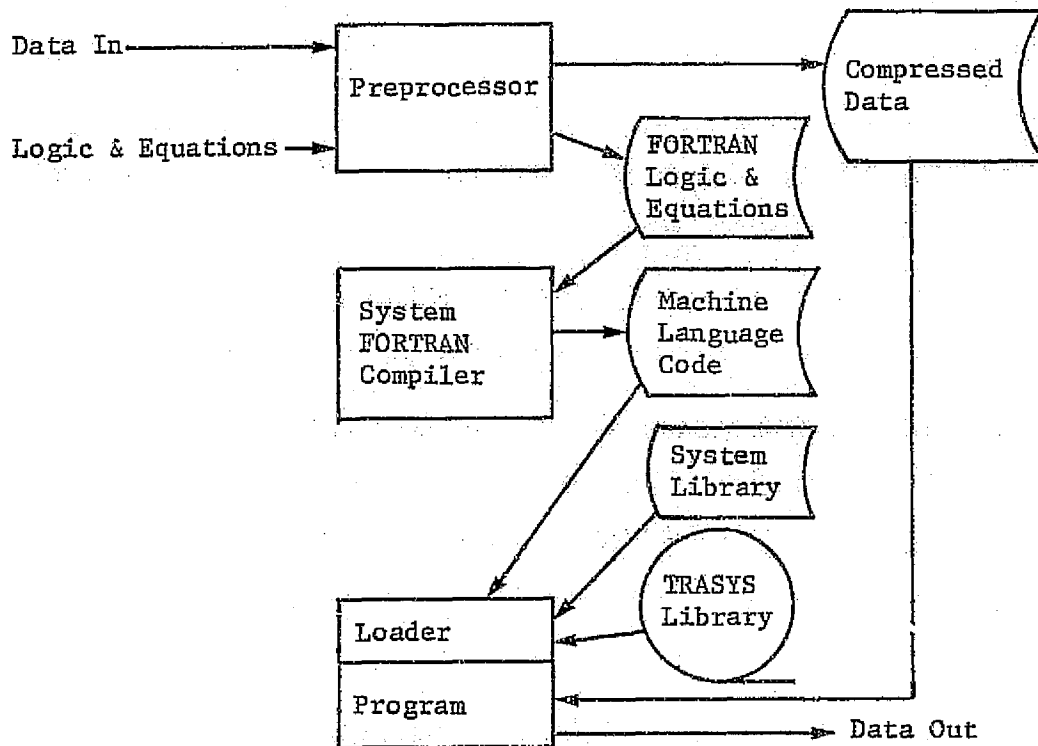 Data In
Preprocessor
Compressed
Data
Logic & Equations
FORTRAN
Logic &
Equations
System
FORTRAN
Compiler
Machine
Language
Code
System
Library
TRASYS
Library
Loader
Program
Data Out